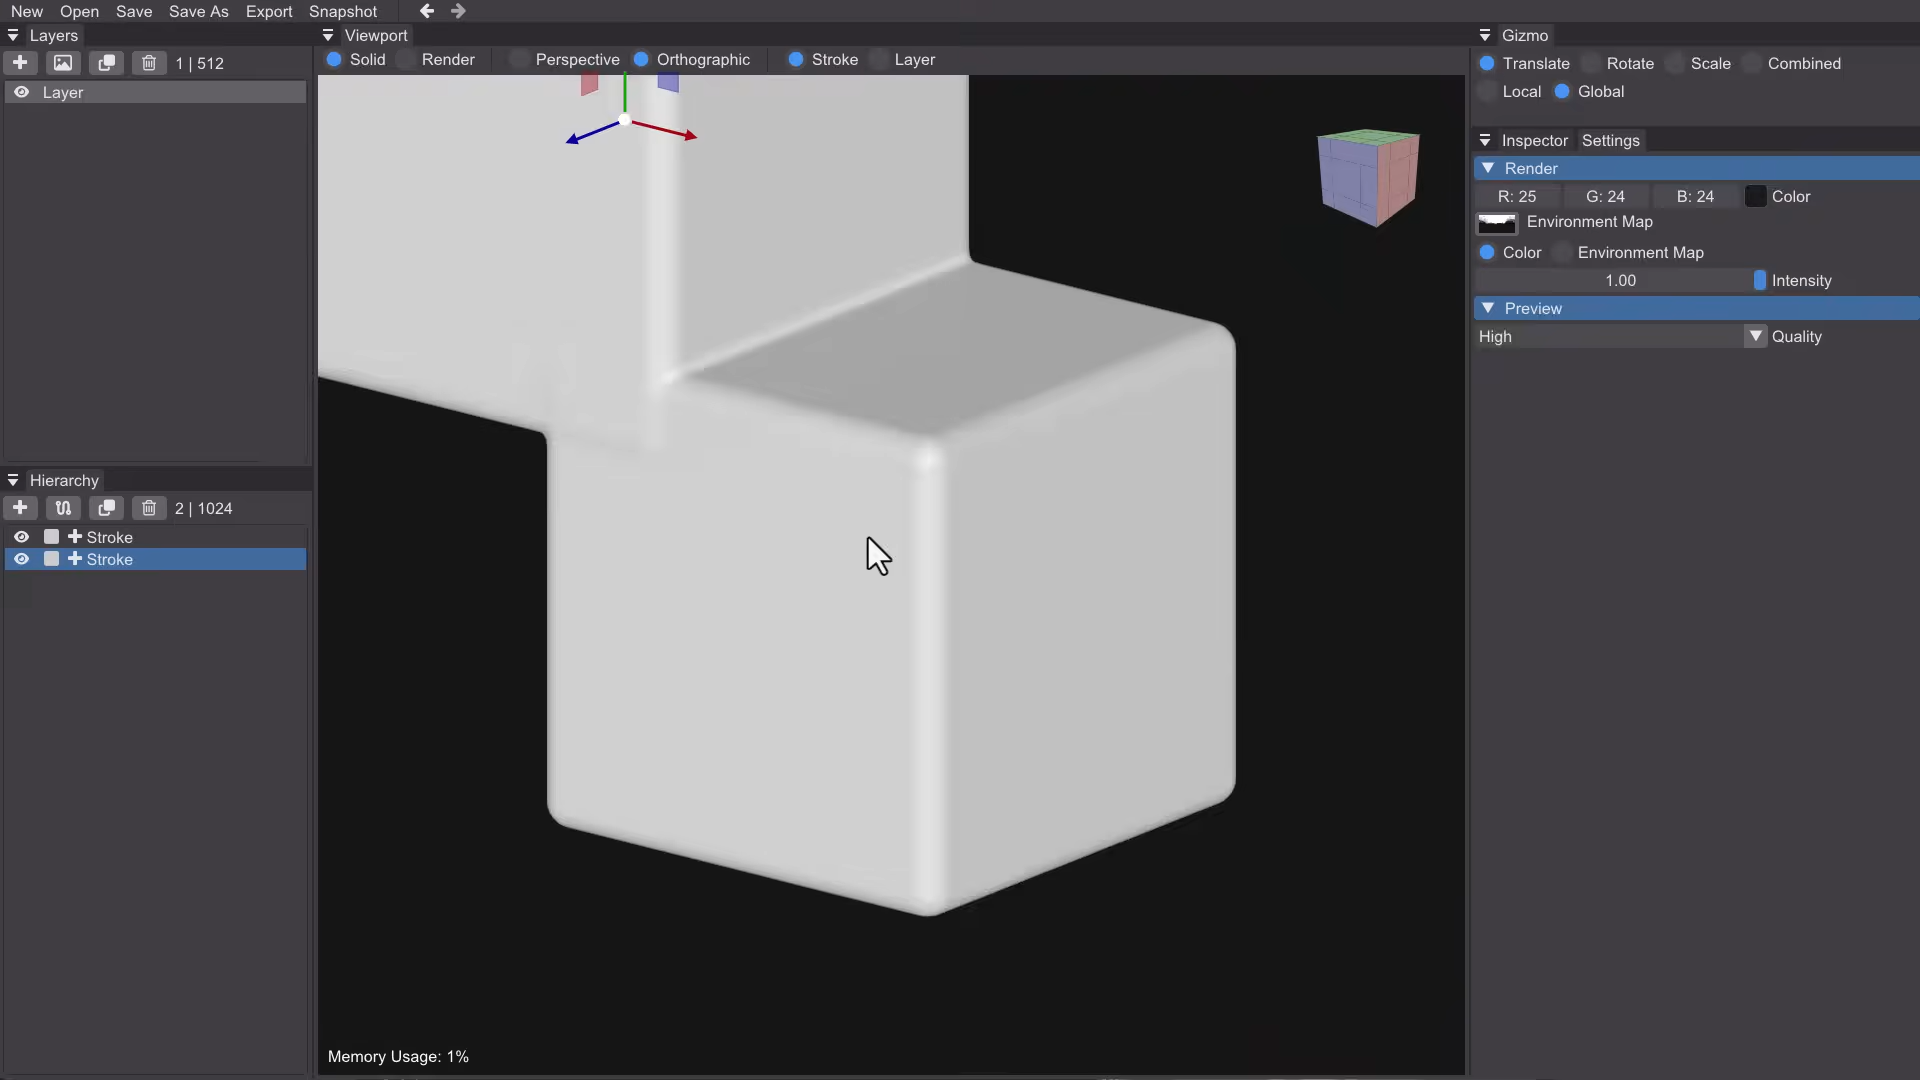 New Open Save Save As Export Snapshot
Layers
1 | 512
Layer
Hierarchy
2 | 1024
Stroke
Stroke
Viewport
Solid Render Perspective Orthographic Stroke Layer
Memory Usage: 1%
Gizmo
Translate Rotate Scale Combined
Local Global
Inspector Settings
Render
R: 25 G: 24 B: 24 Color
Environment Map
Color Environment Map
1.00 Intensity
Preview
High Quality